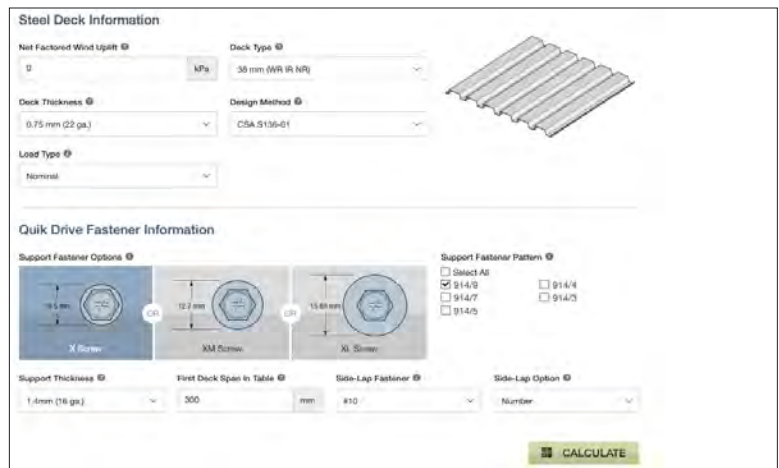 Steel Deck Information
Net Factored Wind Uplift Deck Type
0 kPa 38 mm (WR IR NR)
Deck Thickness Design Method
0.75 mm (22 ga.) CSA S136-01
Load Type
Nominal
Quik Drive Fastener Information
Support Fastener Options Support Fastener Pattern
Select All
914/9 914/4
914/7 914/3
914/5
OR OR
12.7 mm
X Screw XM Screw XL Screw
Support Thickness First Deck Span in Table Side-Lap Fastener Side-Lap Option
1.4mm (16 ga.) 300 mm #10 Number
CALCULATE